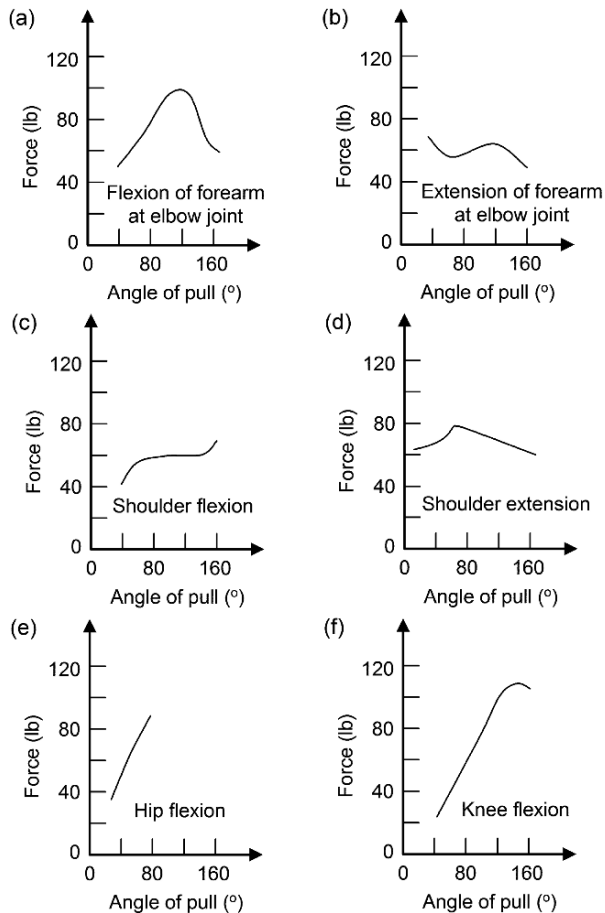 (a)
120
80
40
0
Force (lb)
Flexion of forearm
at elbow joint
0 80 160
Angle of pull (º)
(b)
120
80
40
0
Force (lb)
Extension of forearm
at elbow joint
0 80 160
Angle of pull (º)
(c)
120
80
40
0
Force (lb)
Shoulder flexion
0 80 160
Angle of pull (º)
(d)
120
80
40
0
Force (lb)
Shoulder extension
0 80 160
Angle of pull (º)
(e)
120
80
40
0
Force (lb)
Hip flexion
0 80 160
Angle of pull (º)
(f)
120
80
40
0
Force (lb)
Knee flexion
0 80 160
Angle of pull (º)